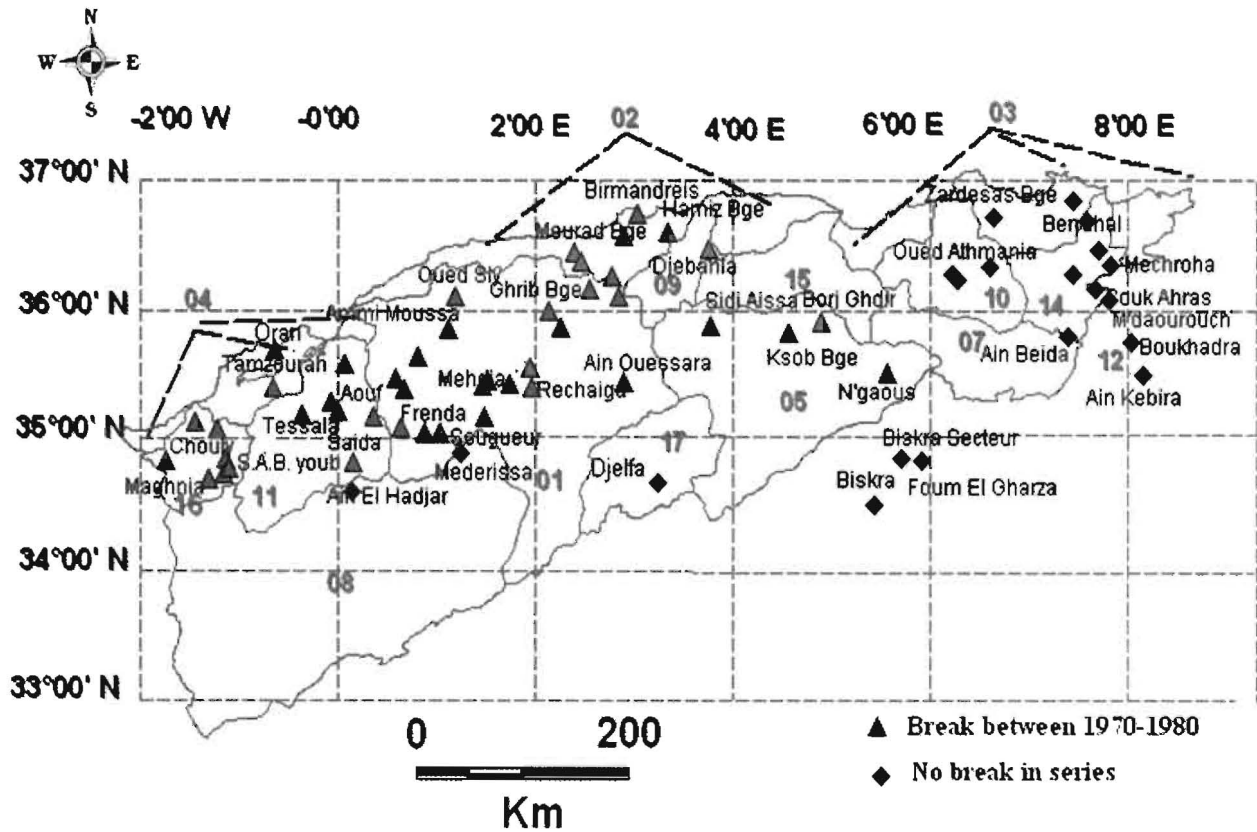 N
W E
S
-2'00 W -0'00 2'00 E 4'00 E 6'00 E 8'00 E
02 03
37°00' N
36°00' N
35°00' N
34°00' N
33°00' N
Birmandreis
Hamiz Bge
Mourad Bge
Zardesas Bge
Oued Athmania
Mechroha
Djebania
Oued Sly
Ghrib Bge
09
15
10
14
04
Sidi Aissa
Borj Ghdir
Souk Ahras
M'daourouch
Ammi Moussa
Oran
Ksob Bge
07
Ain Beida
12
Boukhadra
Tamzourah
Aouf
Mehdia
Ain Ouessara
Rechaiga
N'gaous
05
Ain Kebira
Tessala
Frenda
Saida
Sougueur
17
Biskra Secteur
Chouly
S.A.B. youb
Mederissa
Djelfa
Biskra
Foum El Gharza
Maghnia
16
11
Ain El Hadjar
01
08
0 200
Km
Break between 1970-1980
No break in series